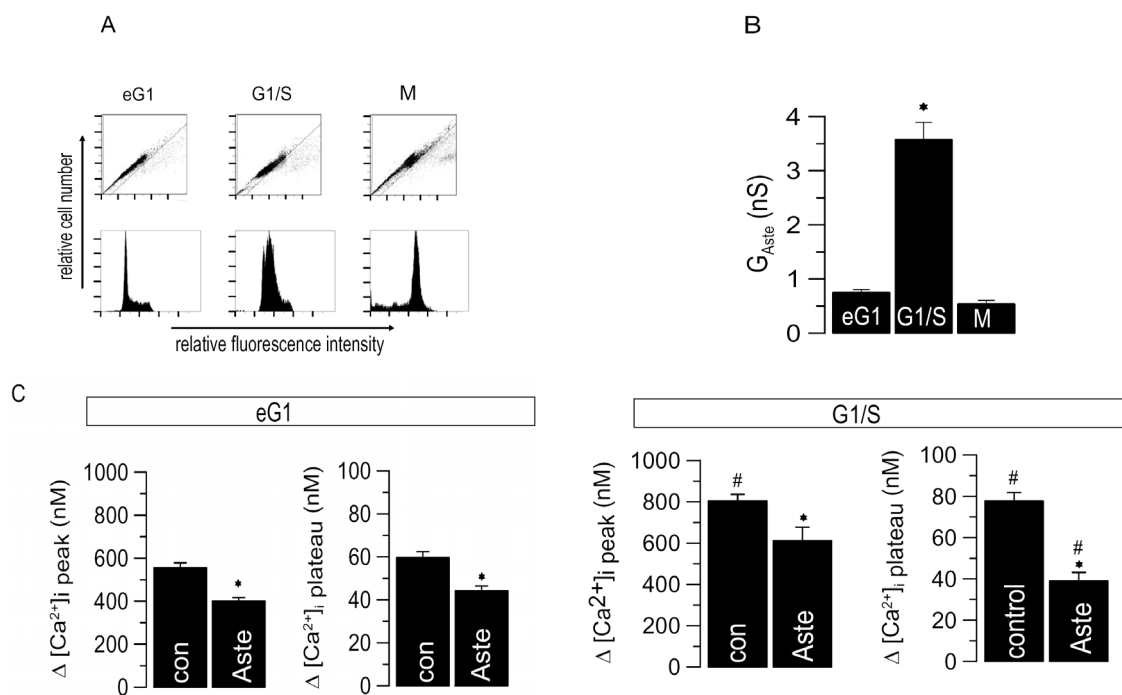 A
eG1 G1/S M
relative cell number
relative fluorescence intensity
B
G_Aste (nS)
4
3
2
1
0
eG1 G1/S M
*
C
eG1
Δ [Ca²⁺]i peak (nM)
1000
800
600
400
200
0
con Aste
*
Δ [Ca²⁺]i plateau (nM)
100
80
60
40
20
0
con Aste
*
G1/S
Δ [Ca²⁺]i peak (nM)
1000
800
600
400
200
0
con Aste
# *
Δ [Ca²⁺]i plateau (nM)
100
80
60
40
20
0
control Aste
# #
*